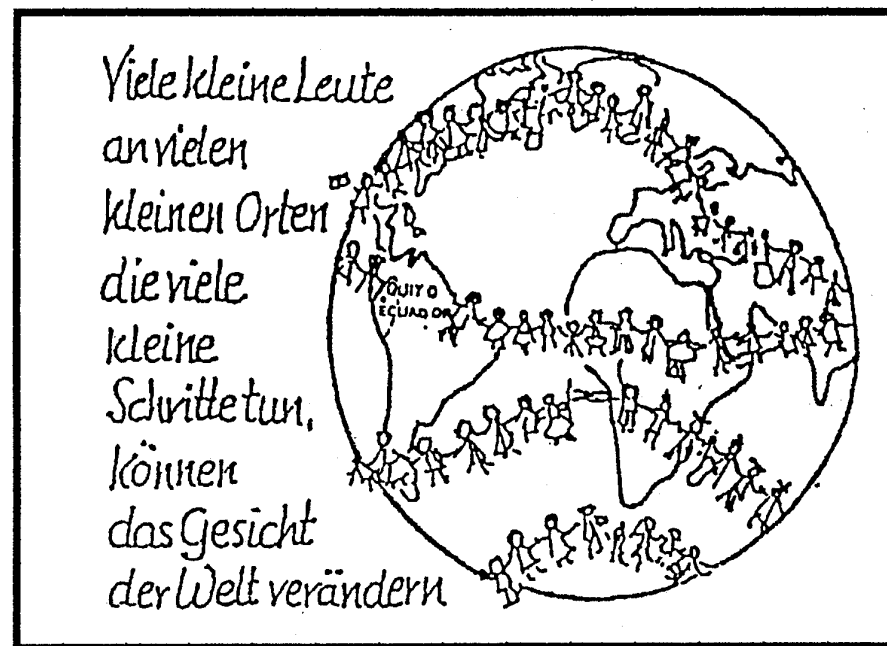 Viele kleine Leute
an vielen
kleinen Orten
die viele
kleine
Schritte tun,
können
das Gesicht
der Welt verändern
QUITO
ECUADOR